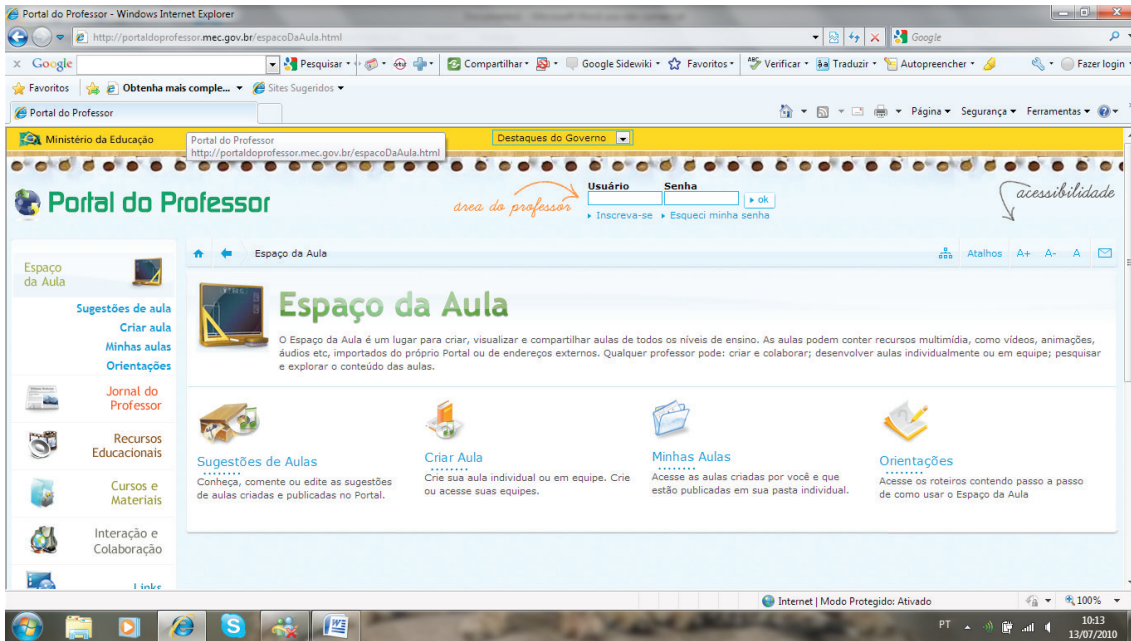 Portal do Professor - Windows Internet Explorer
http://portaldoprofessor.mec.gov.br/espacoDaAula.html
Google
x Google
Pesquisar
Compartilhar
Google Sidewiki
Favoritos
Verificar
Traduzir
Autopreencher
Fazer login
Favoritos
Obtenha mais comple...
Sites Sugeridos
Portal do Professor
Página
Segurança
Ferramentas
Ministério da Educação
Portal do Professor
http://portaldoprofessor.mec.gov.br/espacoDaAula.html
Destaques do Governo
Portal do Professor
área do professor
Usuário Senha
ok
Inscreva-se Esqueci minha senha
acessibilidade
Espaço da Aula
Atalhos A+ A- A
Espaço
da Aula
Sugestões de aula
Criar aula
Minhas aulas
Orientações
Jornal do
Professor
Recursos
Educacionais
Cursos e
Materiais
Interação e
Colaboração
Links
Espaço da Aula
O Espaço da Aula é um lugar para criar, visualizar e compartilhar aulas de todos os níveis de ensino. As aulas podem conter recursos multimídia, como vídeos, animações,
áudios etc, importados do próprio Portal ou de endereços externos. Qualquer professor pode: criar e colaborar; desenvolver aulas individualmente ou em equipe; pesquisar
e explorar o conteúdo das aulas.
Sugestões de Aulas
Conheça, comente ou edite as sugestões
de aulas criadas e publicadas no Portal.
Criar Aula
Crie sua aula individual ou em equipe. Crie
ou acesse suas equipes.
Minhas Aulas
Acesse as aulas criadas por você e que
estão publicadas em sua pasta individual.
Orientações
Acesse os roteiros contendo passo a passo
de como usar o Espaço da Aula
Internet | Modo Protegido: Ativado
100%
PT
10:13
13/07/2010